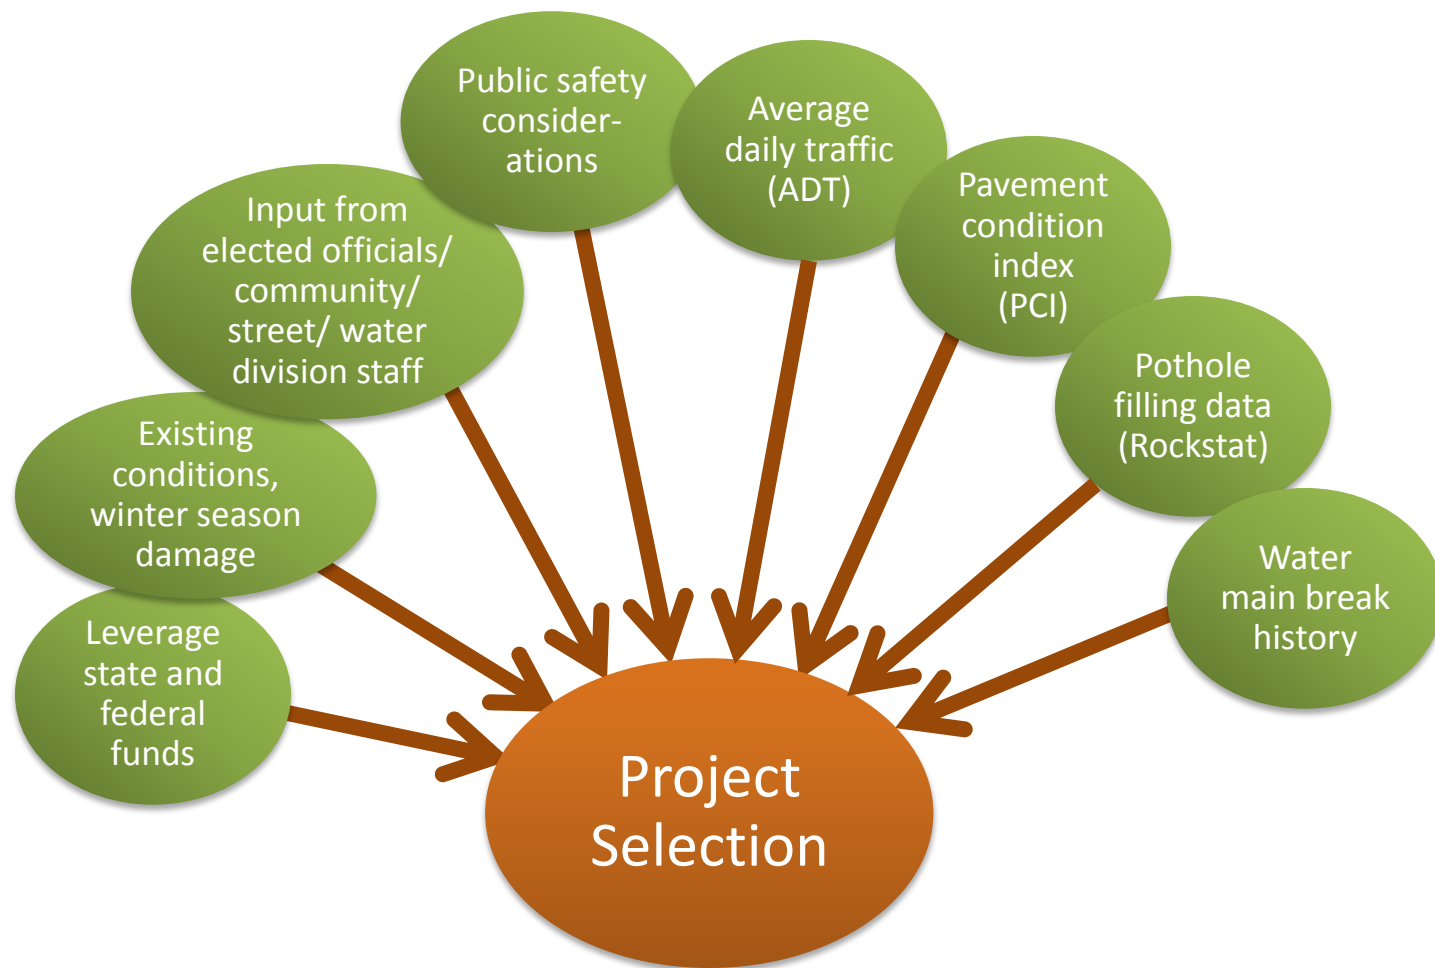 Public safety
consider-
ations
Average
daily traffic
(ADT)
Pavement
condition
index
(PCI)
Input from
elected officials/
community/
street/ water
division staff
Pothole
filling data
(Rockstat)
Existing
conditions,
winter season
damage
Water
main break
history
Leverage
state and
federal
funds
Project
Selection